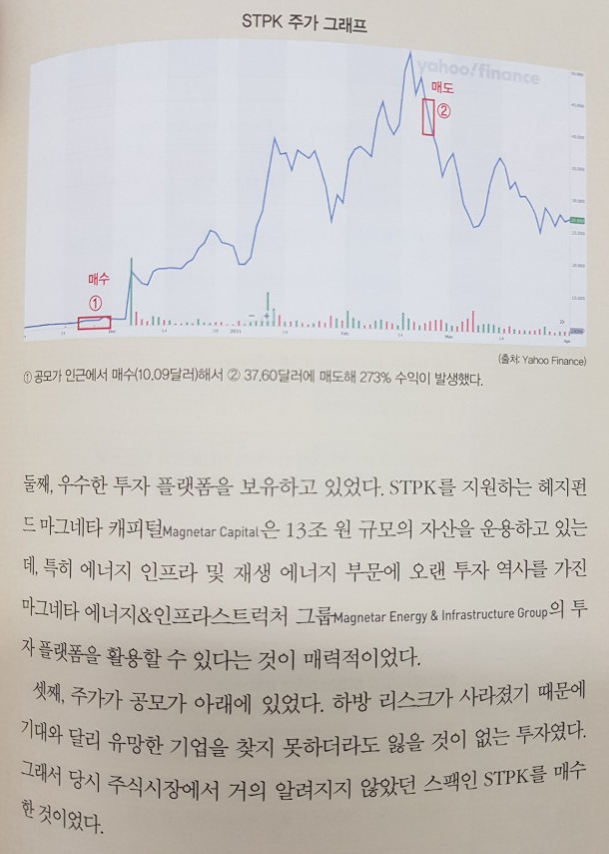 STPK 주가 그래프
yahoo!finance
매도
②
매수
①
(출처: Yahoo Finance)
① 공모가 인근에서 매수(10.09달러)해서 ② 37.60달러에 매도해 273% 수익이 발생했다.
둘째, 우수한 투자 플랫폼을 보유하고 있었다. STPK를 지원하는 헤지펀
드 마그네타 캐피털Magnetar Capital은 13조 원 규모의 자산을 운용하고 있는
데, 특히 에너지 인프라 및 재생 에너지 부문에 오랜 투자 역사를 가진
마그네타 에너지&인프라스트럭처 그룹Magnetar Energy & Infrastructure Group의 투
자 플랫폼을 활용할 수 있다는 것이 매력적이었다.
셋째, 주가가 공모가 아래에 있었다. 하방 리스크가 사라졌기 때문에
기대와 달리 유망한 기업을 찾지 못하더라도 잃을 것이 없는 투자였다.
그래서 당시 주식시장에서 거의 알려지지 않았던 스팩인 STPK를 매수
한 것이었다.